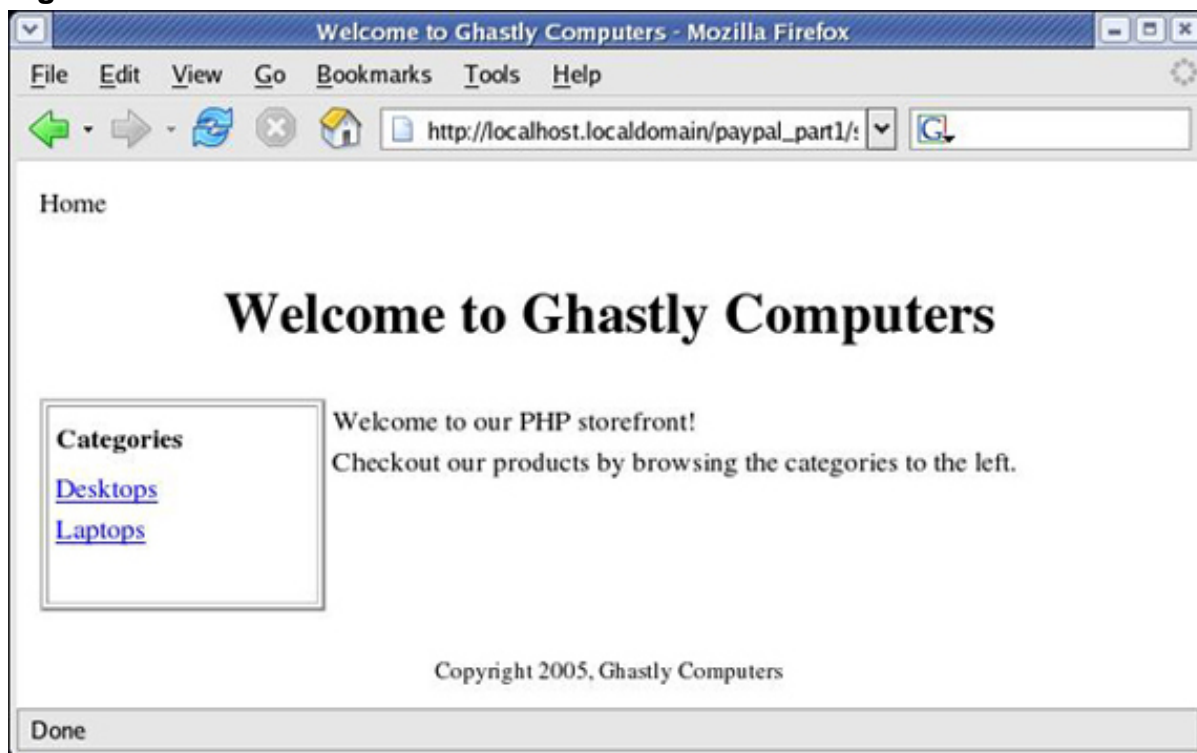 Welcome to Ghastly Computers - Mozilla Firefox
File Edit View Go Bookmarks Tools Help
http://localhost.localdomain/paypal_part1/
G
Home
Welcome to Ghastly Computers
Categories
Desktops
Laptops
Welcome to our PHP storefront!
Checkout our products by browsing the categories to the left.
Copyright 2005, Ghastly Computers
Done